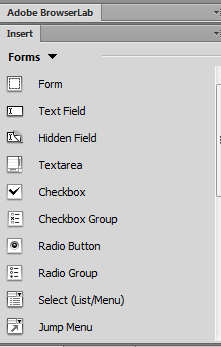 Adobe BrowserLab
Insert
Forms
Form
Text Field
Hidden Field
Textarea
Checkbox
Checkbox Group
Radio Button
Radio Group
Select (List/Menu)
Jump Menu